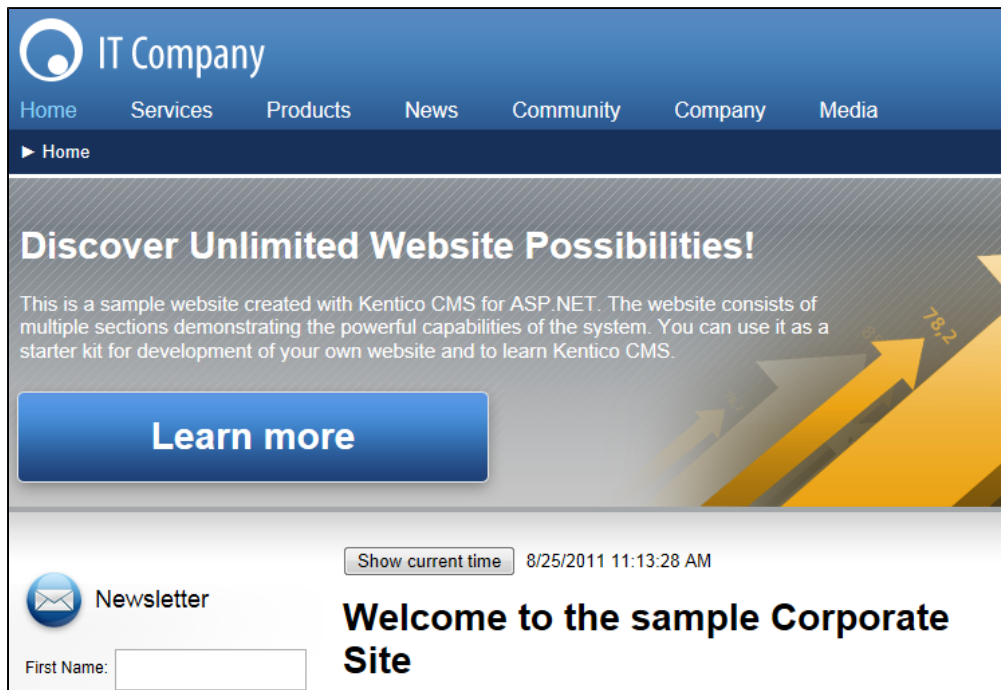 IT Company
Home Services Products News Community Company Media
► Home
Discover Unlimited Website Possibilities!
This is a sample website created with Kentico CMS for ASP.NET. The website consists of
multiple sections demonstrating the powerful capabilities of the system. You can use it as a
starter kit for development of your own website and to learn Kentico CMS.
78,2
Learn more
Show current time 8/25/2011 11:13:28 AM
Newsletter
Welcome to the sample Corporate
Site
First Name: